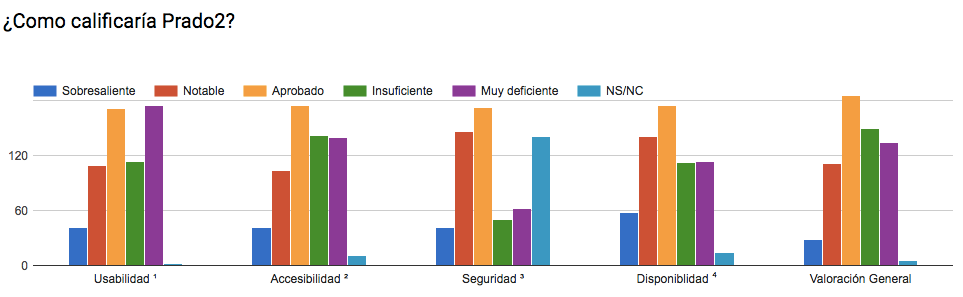 ¿Como calificaría Prado2?
Sobresaliente Notable Aprobado Insuficiente Muy deficiente NS/NC
120
60
0
Usabilidad ¹ Accesibilidad ² Seguridad ³ Disponiblidad ⁴ Valoración General